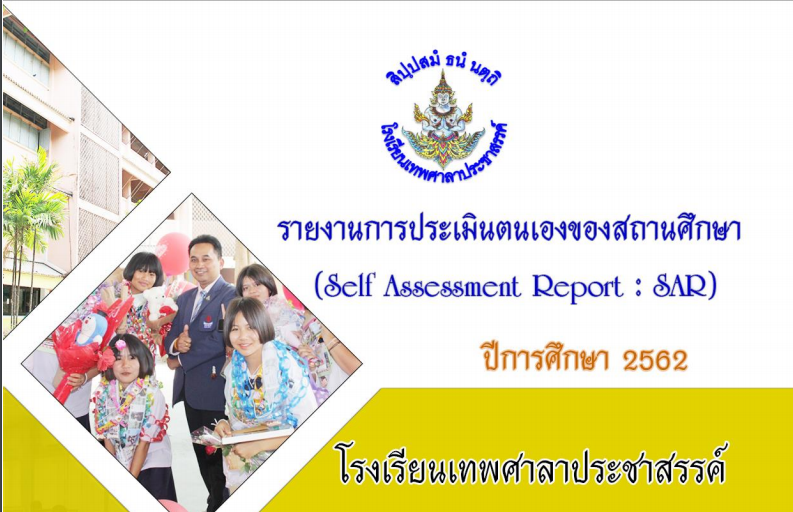 สิปฺปสมํ ธนํ นตฺถิ
โรงเรียนเทพศาลาประชาสรรค์
รายงานการประเมินตนเองของสถานศึกษา
(Self Assessment Report : SAR)
ปีการศึกษา 2562
โรงเรียนเทพศาลาประชาสรรค์